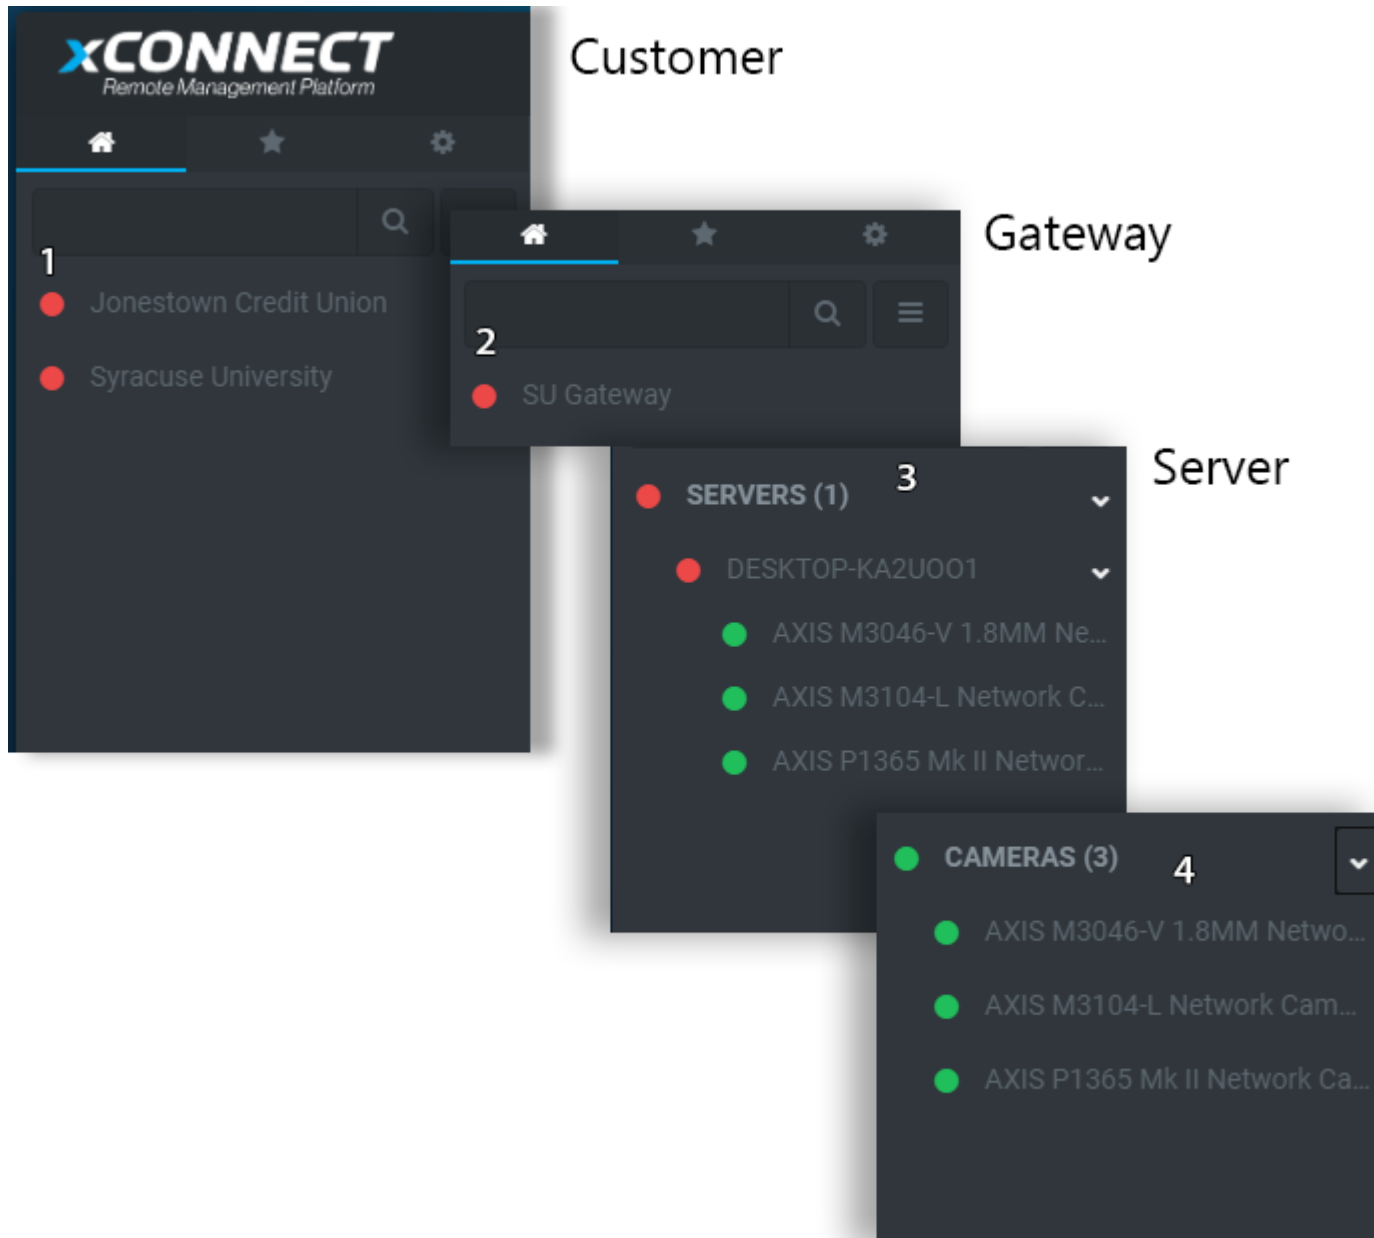 xCONNECT
Remote Management Platform
Customer
1
Jonestown Credit Union
Syracuse University
Gateway
2
SU Gateway
Server
3
SERVERS (1)
DESKTOP-KA2UOO1
AXIS M3046-V 1.8MM Ne...
AXIS M3104-L Network C...
AXIS P1365 Mk II Networ...
4
CAMERAS (3)
AXIS M3046-V 1.8MM Netwo...
AXIS M3104-L Network Cam...
AXIS P1365 Mk II Network Ca...